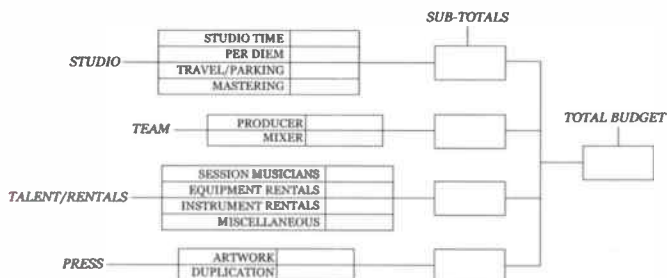 SUB-TOTALS
STUDIO TIME
PER DIEM
STUDIO
TRAVEL/PARKING
MASTERING
TOTAL BUDGET
TEAM
PRODUCER
MIXER
SESSION MUSICIANS
EQUIPMENT RENTALS
TALENT/RENTALS
INSTRUMENT RENTALS
MISCELLANEOUS
ARTWORK
PRESS
DUPLICATION